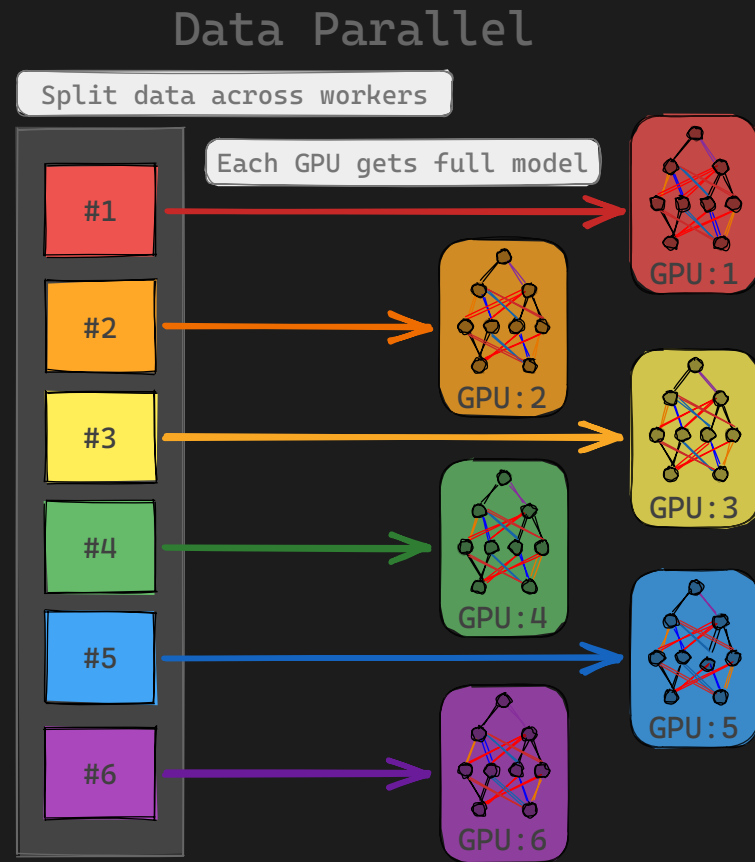 Data Parallel
Split data across workers
Each GPU gets full model
#1
GPU:1
#2
GPU:2
#3
GPU:3
#4
GPU:4
#5
GPU:5
#6
GPU:6